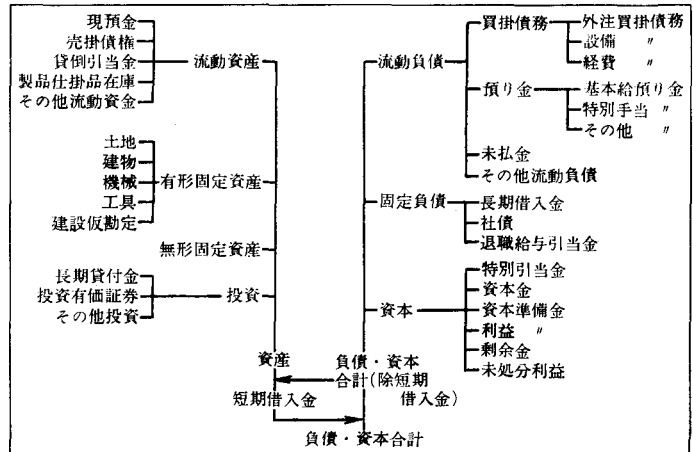 現預金
売掛債権
貸倒引当金
製品仕掛品在庫
その他流動資金
流動資産
土地
建物
機械
工具
建設仮勘定
有形固定資産
無形固定資産
長期貸付金
投資有価証券
その他投資
投資
資産
短期借入金
流動負債
買掛債務
外注買掛債務
設備 〃
経費 〃
預り金
基本給預り金
特別手当 〃
その他 〃
未払金
その他流動負債
固定負債
長期借入金
社債
退職給与引当金
資本
特別引当金
資本金
資本準備金
利益 〃
剰余金
未処分利益
負債・資本
合計(除短期
借入金)
負債・資本合計